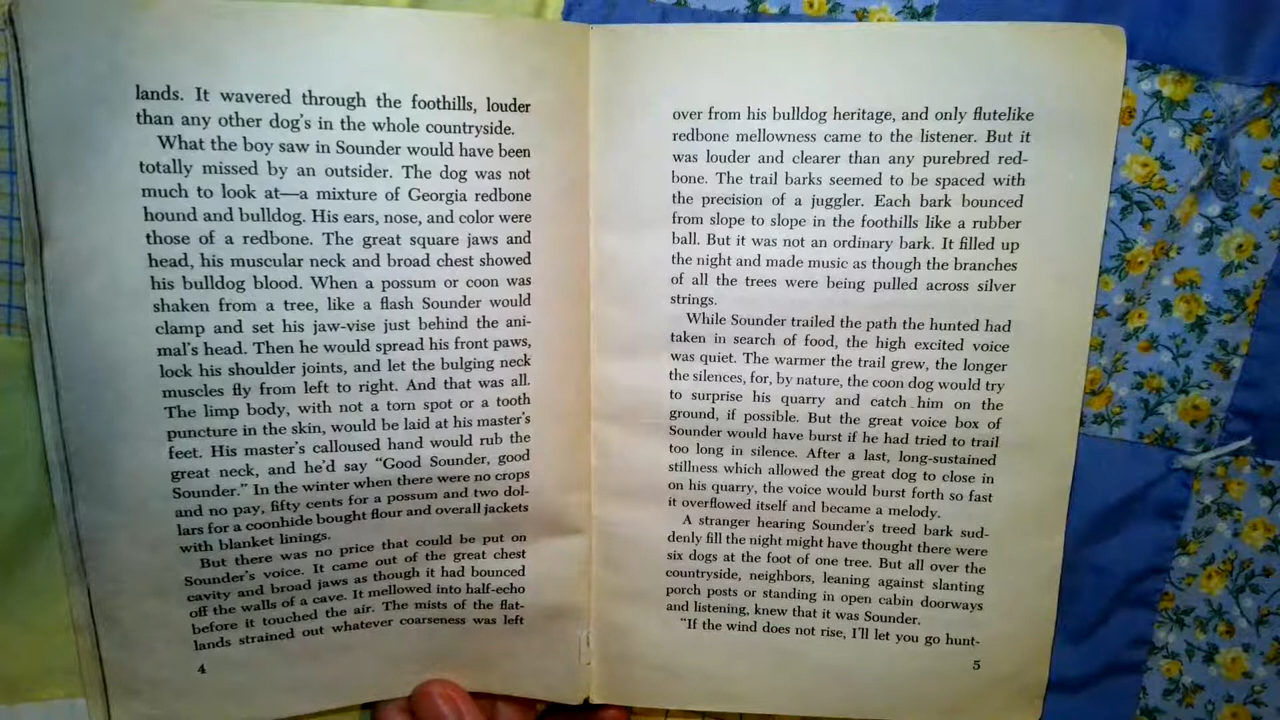 lands. It wavered through the foothills, louder
than any other dog's in the whole countryside.
What the boy saw in Sounder would have been
totally missed by an outsider. The dog was not
much to look at—a mixture of Georgia redbone
hound and bulldog. His ears, nose, and color were
those of a redbone. The great square jaws and
head, his muscular neck and broad chest showed
his bulldog blood. When a possum or coon was
shaken from a tree, like a flash Sounder would
clamp and set his jaw-vise just behind the ani-
mal's head. Then he would spread his front paws,
lock his shoulder joints, and let the bulging neck
muscles fly from left to right. And that was all.
The limp body, with not a torn spot or a tooth
puncture in the skin, would be laid at his master's
feet. His master's calloused hand would rub the
great neck, and he'd say "Good Sounder, good
Sounder." In the winter when there were no crops
and no pay, fifty cents for a possum and two dol-
lars for a coonhide bought flour and overall jackets
with blanket linings.
But there was no price that could be put on
Sounder's voice. It came out of the great chest
cavity and broad jaws as though it had bounced
off the walls of a cave. It mellowed into half-echo
before it touched the air. The mists of the flat-
lands strained out whatever coarseness was left
4
over from his bulldog heritage, and only flutelike
redbone mellowness came to the listener. But it
was louder and clearer than any purebred red-
bone. The trail barks seemed to be spaced with
the precision of a juggler. Each bark bounced
from slope to slope in the foothills like a rubber
ball. But it was not an ordinary bark. It filled up
the night and made music as though the branches
of all the trees were being pulled across silver
strings.
While Sounder trailed the path the hunted had
taken in search of food, the high excited voice
was quiet. The warmer the trail grew, the longer
the silences, for, by nature, the coon dog would try
to surprise his quarry and catch him on the
ground, if possible. But the great voice box of
Sounder would have burst if he had tried to trail
too long in silence. After a last, long-sustained
stillness which allowed the great dog to close in
on his quarry, the voice would burst forth so fast
it overflowed itself and became a melody.
A stranger hearing Sounder's treed bark sud-
denly fill the night might have thought there were
six dogs at the foot of one tree. But all over the
countryside, neighbors, leaning against slanting
porch posts or standing in open cabin doorways
and listening, knew that it was Sounder.
"If the wind does not rise, I'll let you go hunt-
5